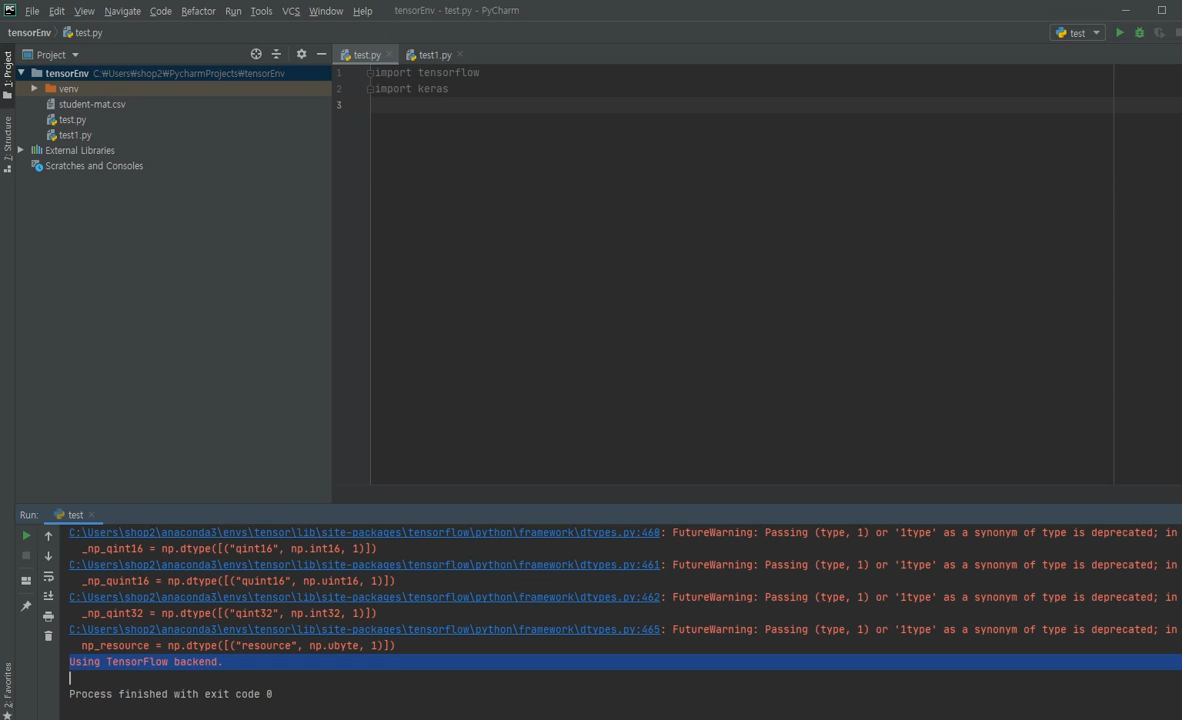 PC File Edit View Navigate Code Refactor Run Tools VCS Window Help tensorEnv - test.py - PyCharm
tensorEnv test.py test
1: Project
Project
test.py test1.py
tensorEnv C:₩Users₩shop2₩PycharmProjects₩tensorEnv
venv
student-mat.csv
test.py
test1.py
External Libraries
Scratches and Consoles
1 import tensorflow
2 import keras
3
7: Structure
Run: test
C:\Users\shop2\anaconda3\envs\tensor\lib\site-packages\tensorflow\python\framework\dtypes.py:460: FutureWarning: Passing (type, 1) or '1type' as a synonym of type is deprecated; in
_np_qint16 = np.dtype([("qint16", np.int16, 1)])
C:\Users\shop2\anaconda3\envs\tensor\lib\site-packages\tensorflow\python\framework\dtypes.py:461: FutureWarning: Passing (type, 1) or '1type' as a synonym of type is deprecated; in
_np_quint16 = np.dtype([("quint16", np.uint16, 1)])
C:\Users\shop2\anaconda3\envs\tensor\lib\site-packages\tensorflow\python\framework\dtypes.py:462: FutureWarning: Passing (type, 1) or '1type' as a synonym of type is deprecated; in
_np_qint32 = np.dtype([("qint32", np.int32, 1)])
C:\Users\shop2\anaconda3\envs\tensor\lib\site-packages\tensorflow\python\framework\dtypes.py:465: FutureWarning: Passing (type, 1) or '1type' as a synonym of type is deprecated; in
np_resource = np.dtype([("resource", np.ubyte, 1)])
Using TensorFlow backend.
Process finished with exit code 0
2: Favorites